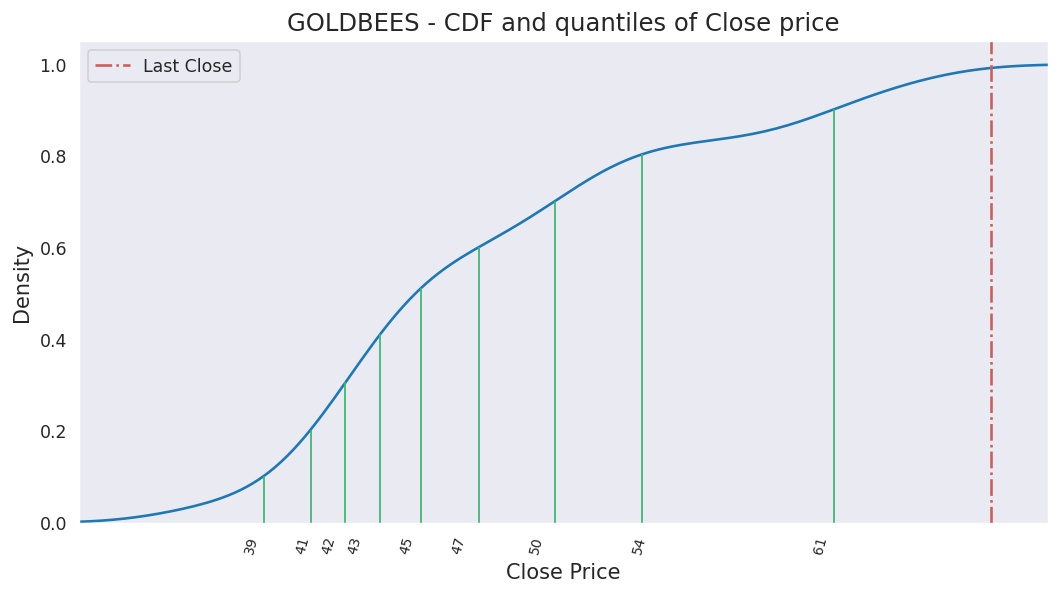 GOLDBEES - CDF and quantiles of Close price
Last Close
Density
1.0
0.8
0.6
0.4
0.2
0.0
39 41 42 43 45 47 50 54 61
Close Price